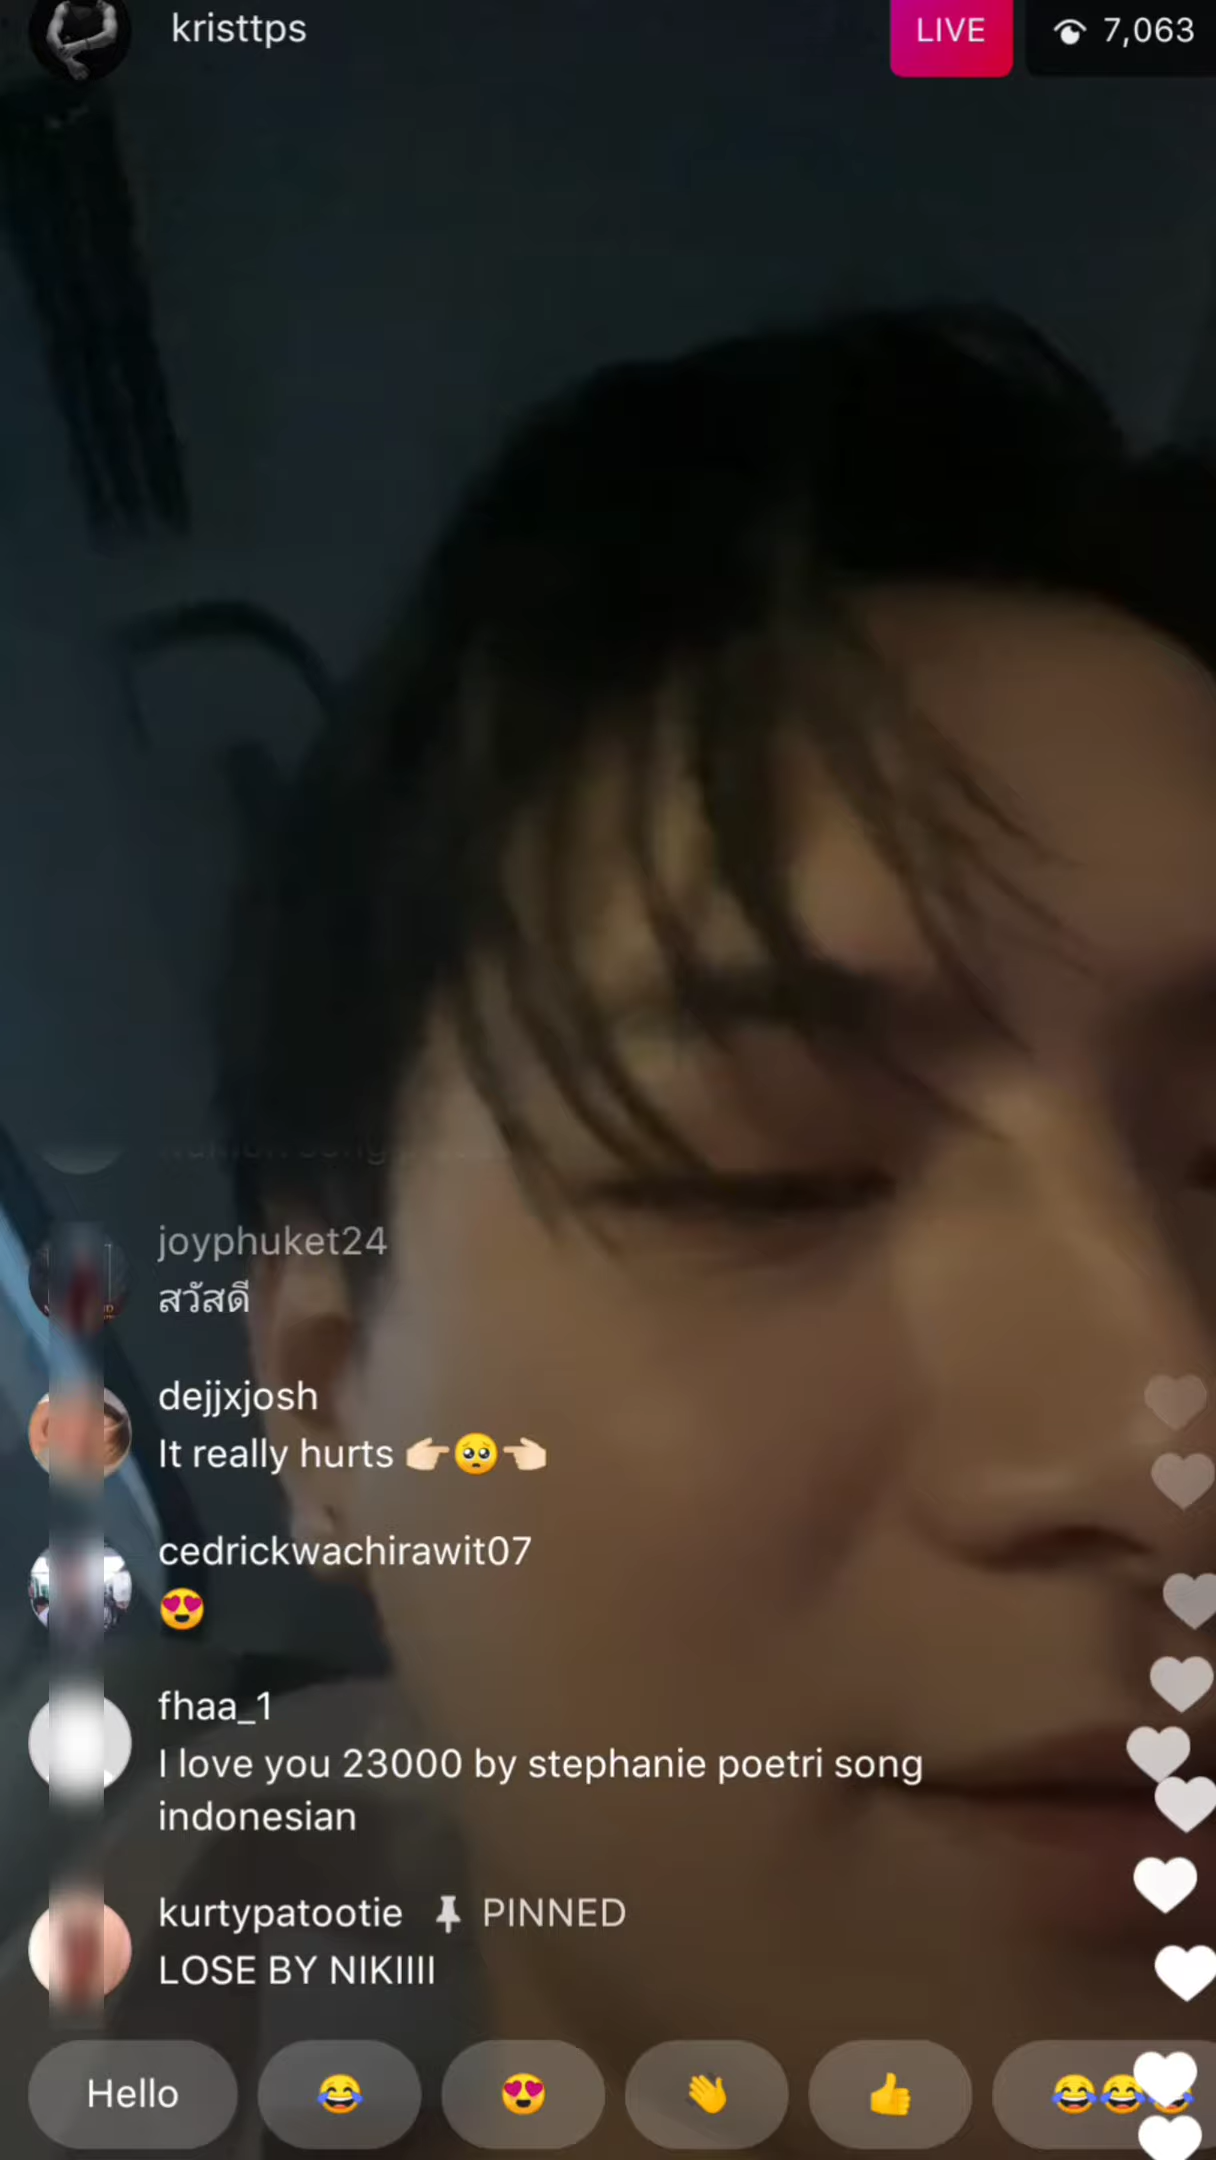 kristtps
LIVE
7,063
joyphuket24
สวัสดี
dejjxjosh
It really hurts 👉🏻🥺👈🏻
cedrickwachirawit07
😍
fhaa_1
I love you 23000 by stephanie poetri song
indonesian
kurtypatootie PINNED
LOSE BY NIKIIII
Hello 😂 😍 👋 👍 😂😂😂